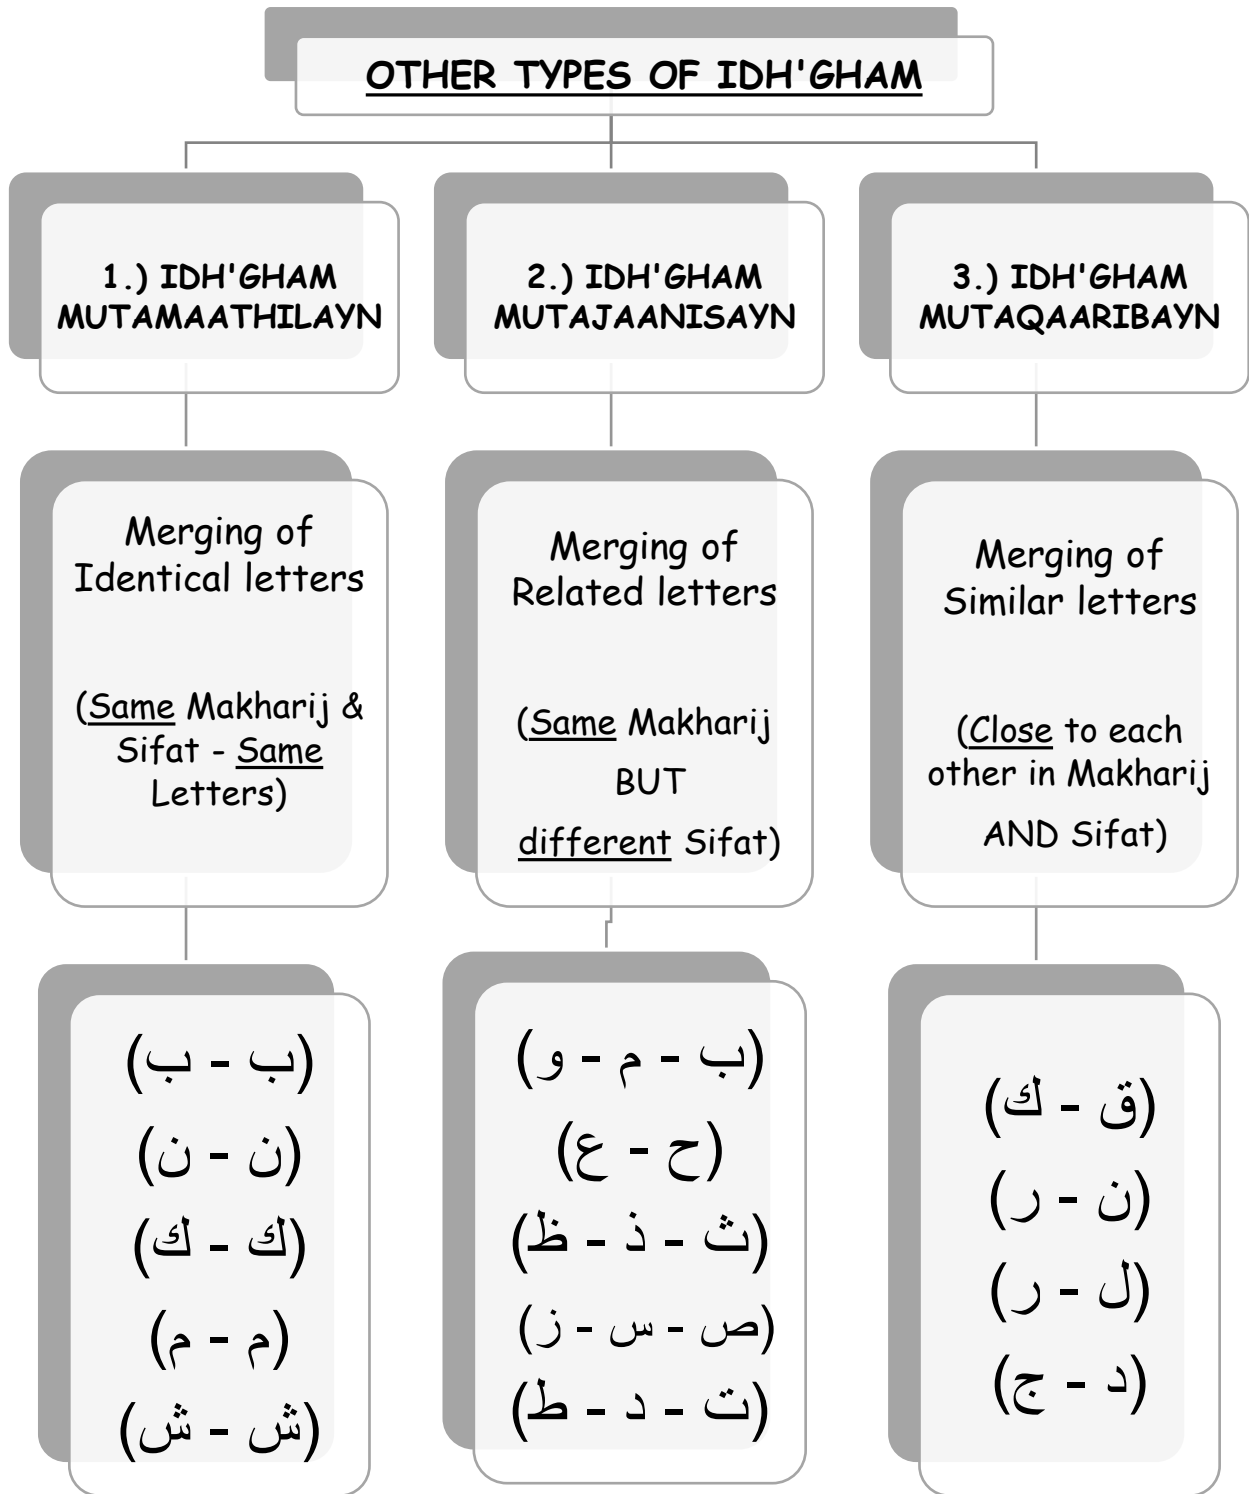 OTHER TYPES OF IDH'GHAM
1.) IDH'GHAM
MUTAMAATHILAYN
Merging of
Identical letters
(Same Makharij &
Sifat - Same
Letters)
(ب - ب)
(ن - ن)
(ك - ك)
(م - م)
(ش - ش)
2.) IDH'GHAM
MUTAJAANISAYN
Merging of
Related letters
(Same Makharij
BUT
different Sifat)
(ب - م - و)
(ح - ع)
(ث - ذ - ظ)
(ص - س - ز)
(ت - د - ط)
3.) IDH'GHAM
MUTAQAARIBAYN
Merging of
Similar letters
(Close to each
other in Makharij
AND Sifat)
(ق - ك)
(ن - ر)
(ل - ر)
(د - ج)